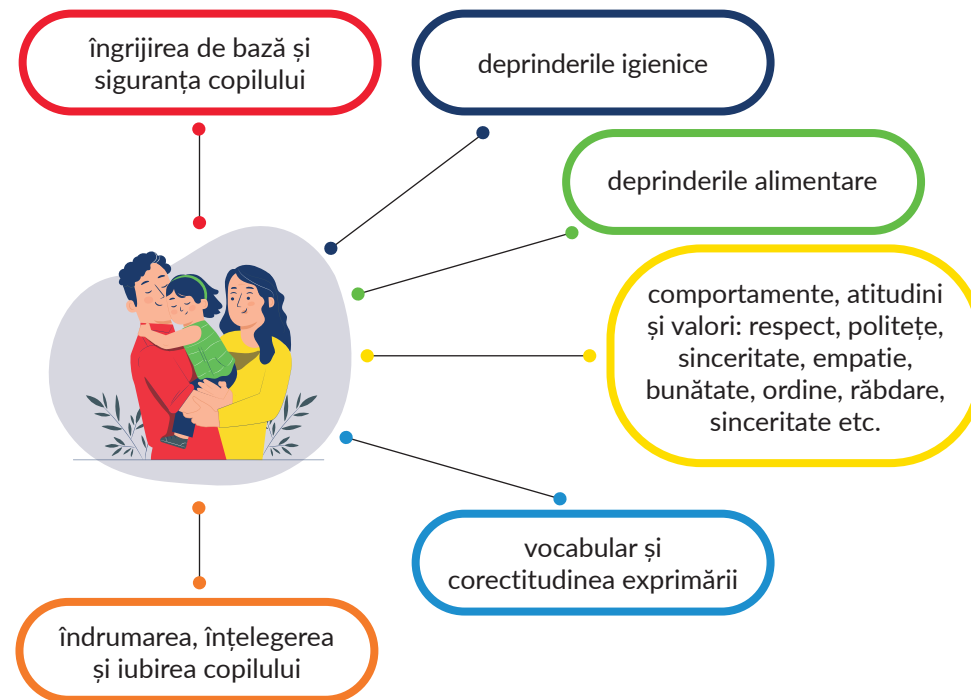 îngrijirea de bază și
siguranța copilului
deprinderile igienice
deprinderile alimentare
comportamente, atitudini
și valori: respect, politețe,
sinceritate, empatie,
bunătate, ordine, răbdare,
sinceritate etc.
vocabular și
corectitudinea exprimării
îndrumarea, înțelegerea
și iubirea copilului